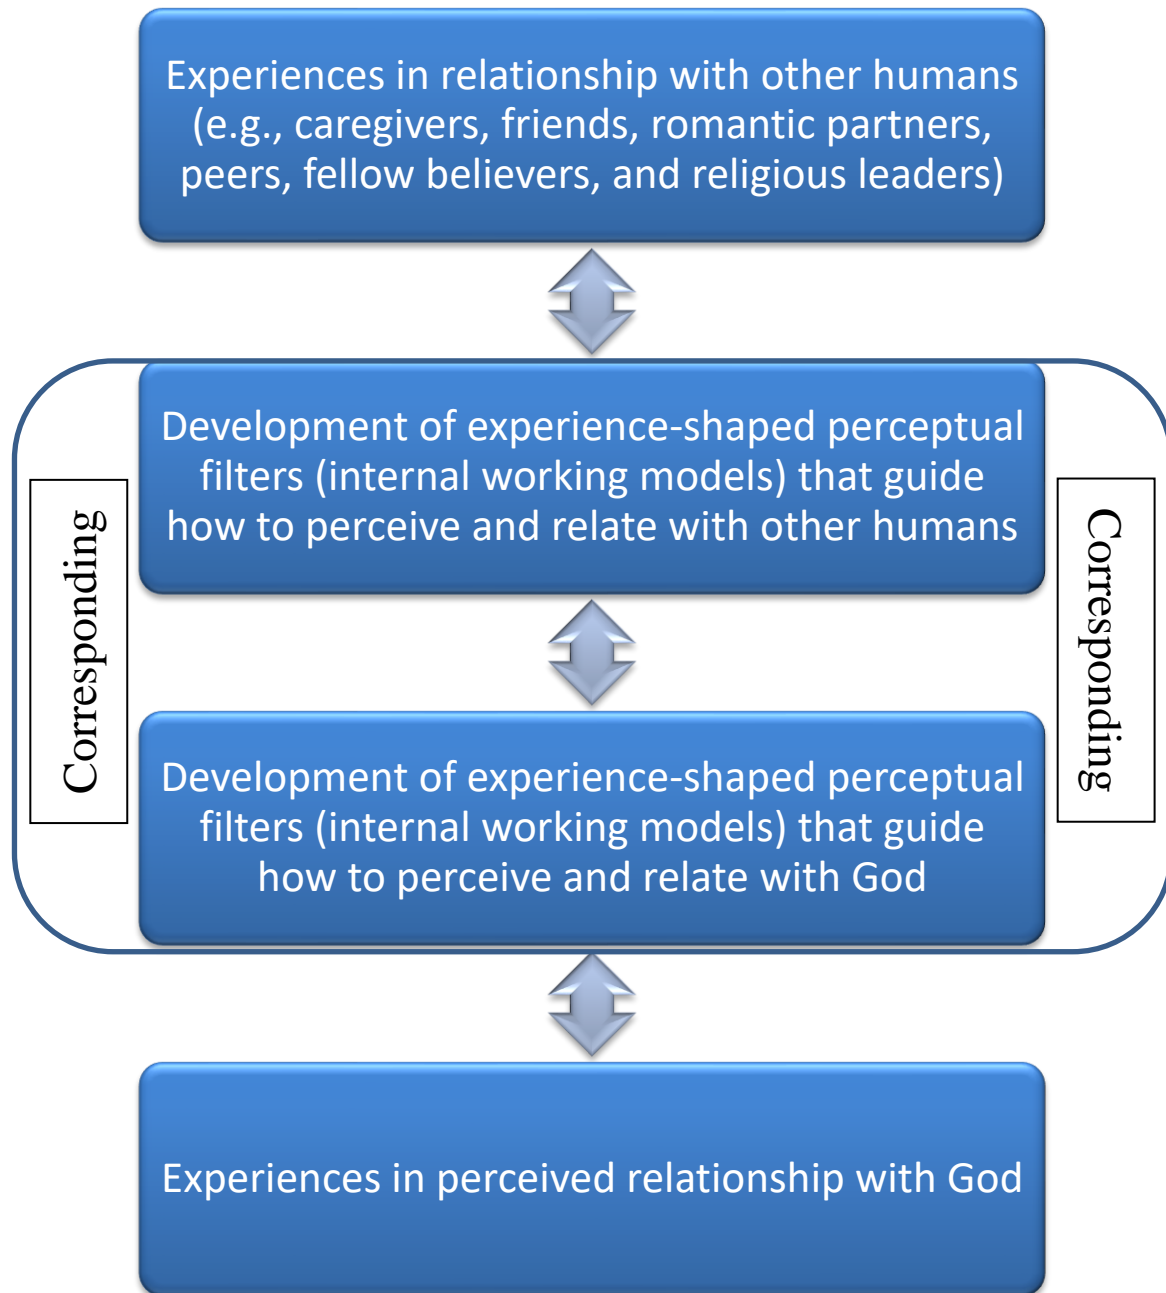 Experiences in relationship with other humans
(e.g., caregivers, friends, romantic partners,
peers, fellow believers, and religious leaders)
Development of experience-shaped perceptual
filters (internal working models) that guide
how to perceive and relate with other humans
Corresponding
Corresponding
Development of experience-shaped perceptual
filters (internal working models) that guide
how to perceive and relate with God
Experiences in perceived relationship with God